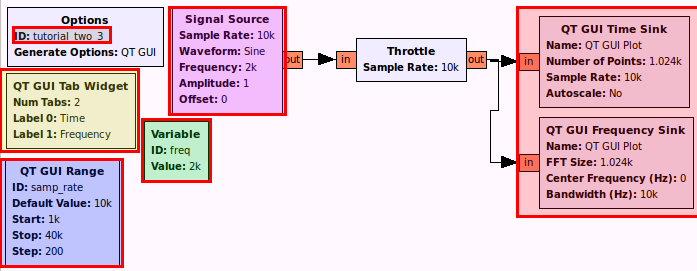 Options
ID: tutorial_two_3
Generate Options: QT GUI
QT GUI Tab Widget
Num Tabs: 2
Label 0: Time
Label 1: Frequency
QT GUI Range
ID: samp_rate
Default Value: 10k
Start: 1k
Stop: 40k
Step: 200
Signal Source
Sample Rate: 10k
Waveform: Sine
Frequency: 2k
Amplitude: 1
Offset: 0
out
Variable
ID: freq
Value: 2k
in
Throttle
Sample Rate: 10k
out
in
QT GUI Time Sink
Name: QT GUI Plot
Number of Points: 1.024k
Sample Rate: 10k
Autoscale: No
in
QT GUI Frequency Sink
Name: QT GUI Plot
FFT Size: 1.024k
Center Frequency (Hz): 0
Bandwidth (Hz): 10k